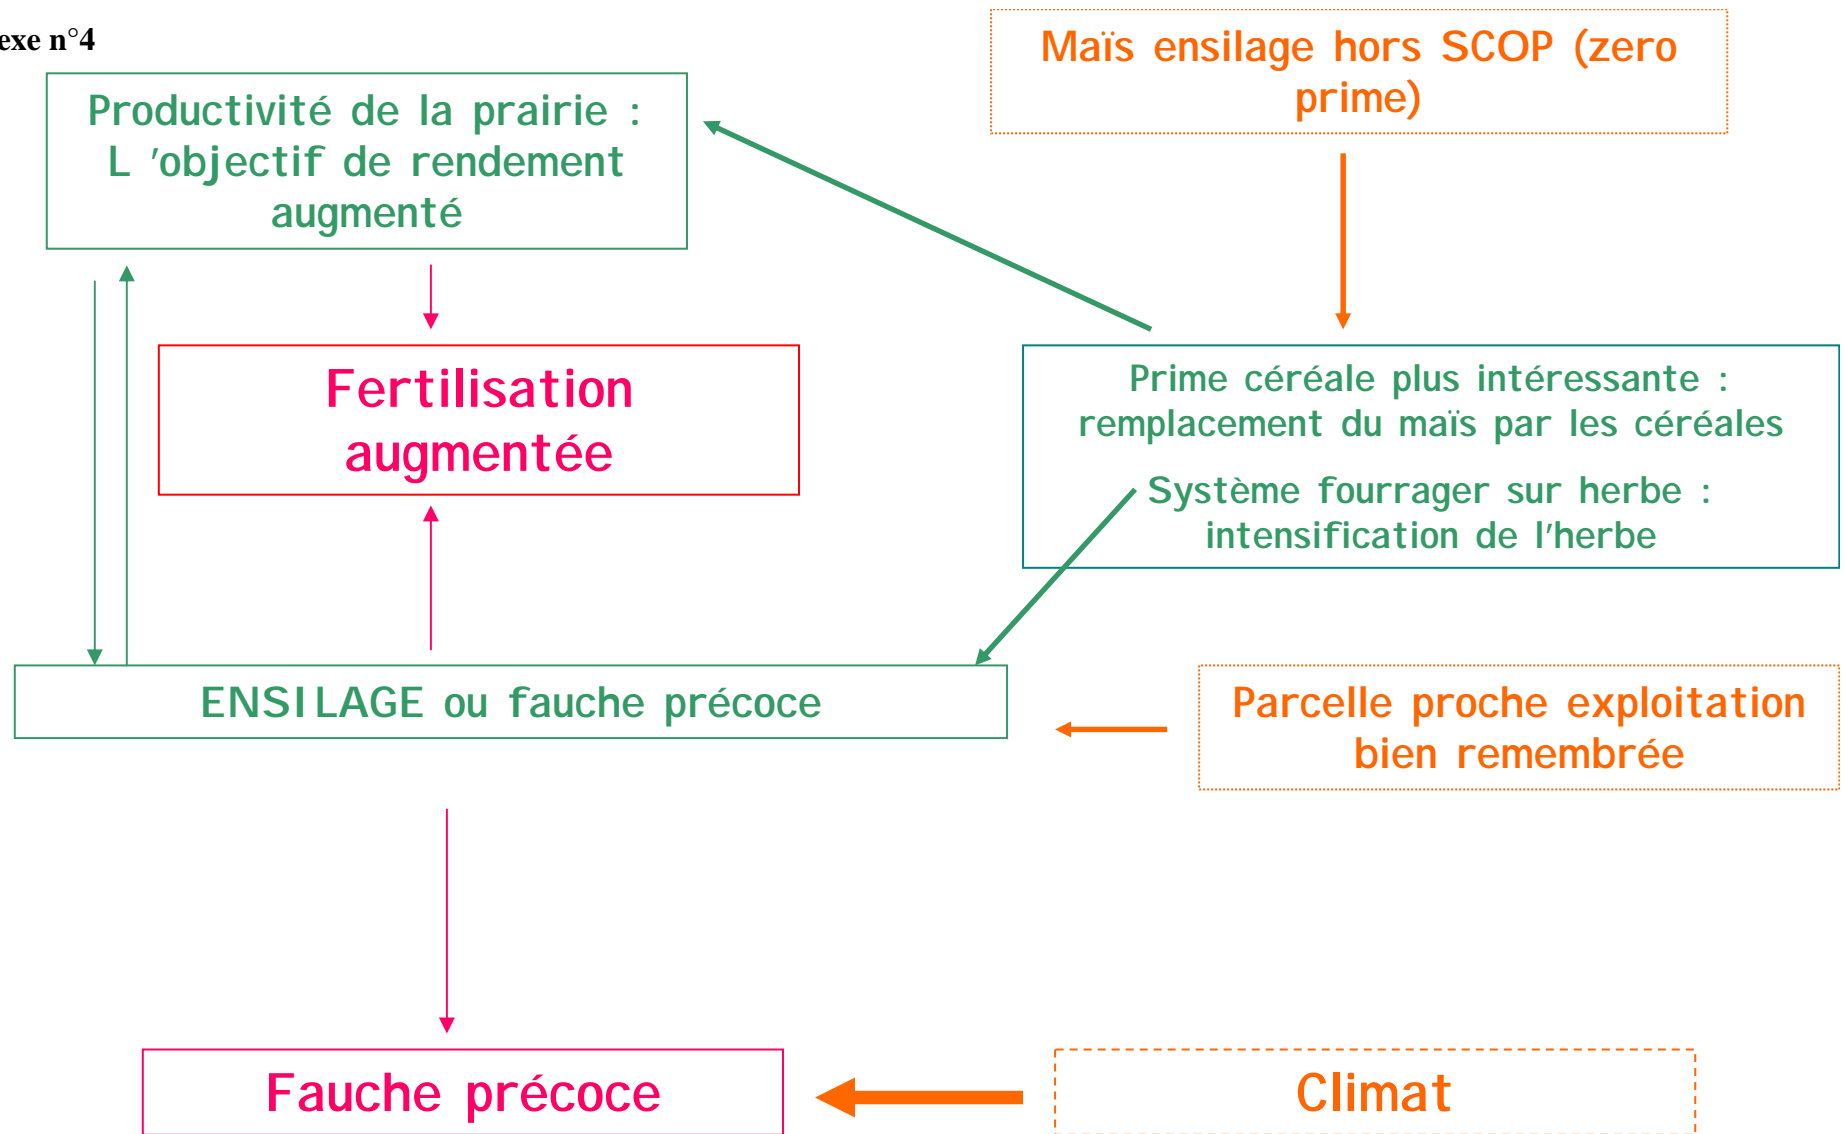 exe n°4
Maïs ensilage hors SCOP (zero
prime)
Productivité de la prairie :
L 'objectif de rendement
augmenté
Fertilisation
augmentée
Prime céréale plus intéressante :
remplacement du maïs par les céréales
Système fourrager sur herbe :
intensification de l'herbe
ENSILAGE ou fauche précoce
Parcelle proche exploitation
bien remembrée
Fauche précoce
Climat